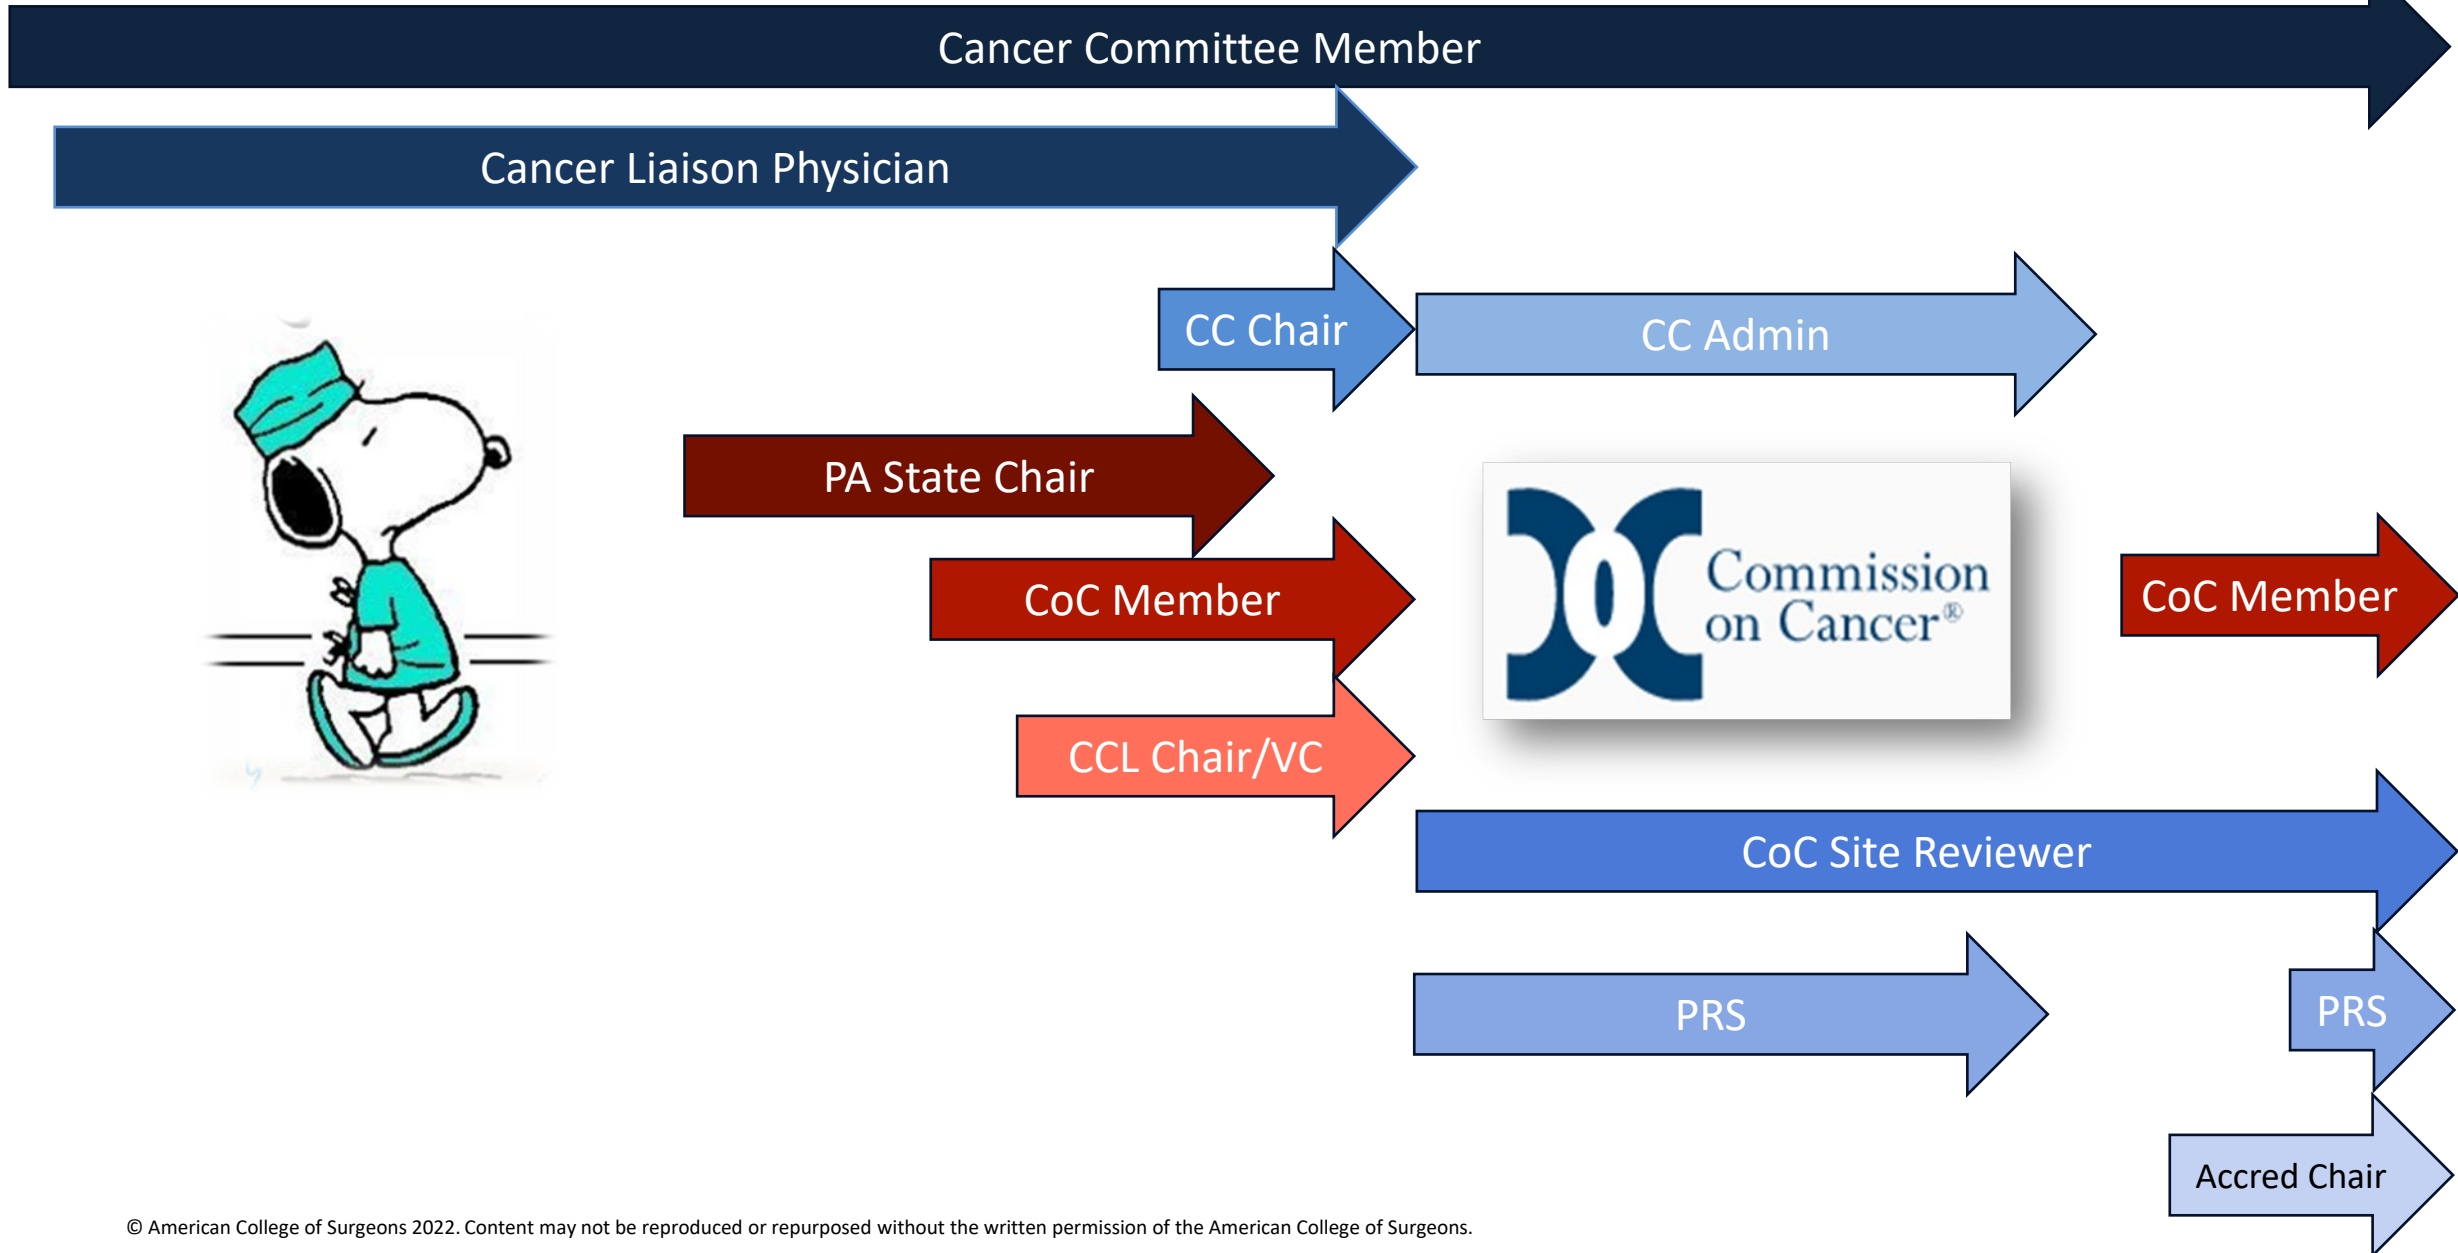 Cancer Committee Member
Cancer Liaison Physician
CC Chair
CC Admin
PA State Chair
CoC Member
COC
Commission
on Cancer®
CoC Member
CCL Chair/VC
CoC Site Reviewer
PRS
PRS
Accred Chair
© American College of Surgeons 2022. Content may not be reproduced or repurposed without the written permission of the American College of Surgeons.